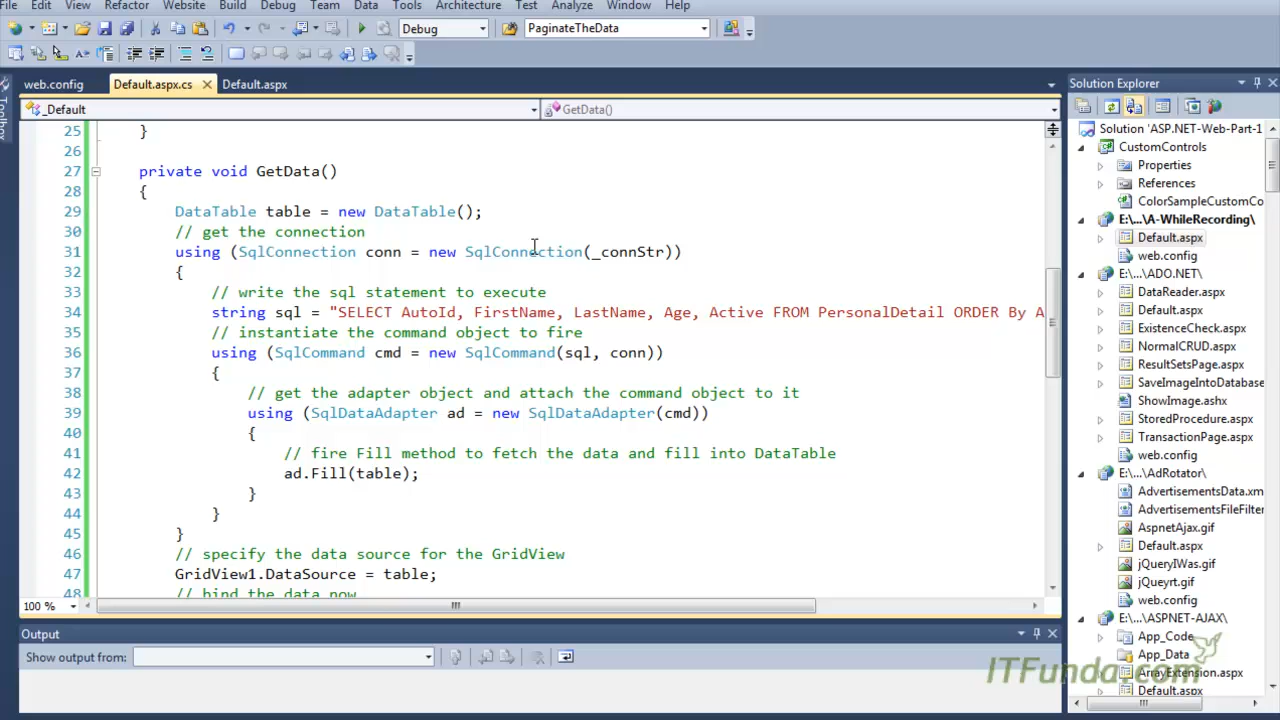 File Edit View Refactor Website Build Debug Team Data Tools Architecture Test Analyze Window Help
Debug PaginateTheData
web.config Default.aspx.cs Default.aspx
_Default GetData()
25 }
26
27 private void GetData()
28 {
29 DataTable table = new DataTable();
30 // get the connection
31 using (SqlConnection conn = new SqlConnection(_connStr))
32 {
33 // write the sql statement to execute
34 string sql = "SELECT AutoId, FirstName, LastName, Age, Active FROM PersonalDetail ORDER By A
35 // instantiate the command object to fire
36 using (SqlCommand cmd = new SqlCommand(sql, conn))
37 {
38 // get the adapter object and attach the command object to it
39 using (SqlDataAdapter ad = new SqlDataAdapter(cmd))
40 {
41 // fire Fill method to fetch the data and fill into DataTable
42 ad.Fill(table);
43 }
44 }
45 }
46 // specify the data source for the GridView
47 GridView1.DataSource = table;
48 // bind the data now
100 %
Output
Show output from:
Toolbox
Solution Explorer
Solution 'ASP.NET-Web-Part-1
CustomControls
Properties
References
ColorSampleCustomCo
E:\...\A-WhileRecording\
Default.aspx
web.config
E:\...\ADO.NET\
DataReader.aspx
Default.aspx
ExistenceCheck.aspx
NormalCRUD.aspx
ResultSetsPage.aspx
SaveImageIntoDatabase
ShowImage.ashx
StoredProcedure.aspx
TransactionPage.aspx
web.config
E:\...\AdRotator\
AdvertisementsData.xm
AdvertisementsFileFilter
AspnetAjax.gif
Default.aspx
jQueryIWas.gif
jQueyrt.gif
web.config
E:\...\ASPNET-AJAX\
App_Code
App_Data
ArrayExtension.aspx
Default.aspx
ITFunda.com